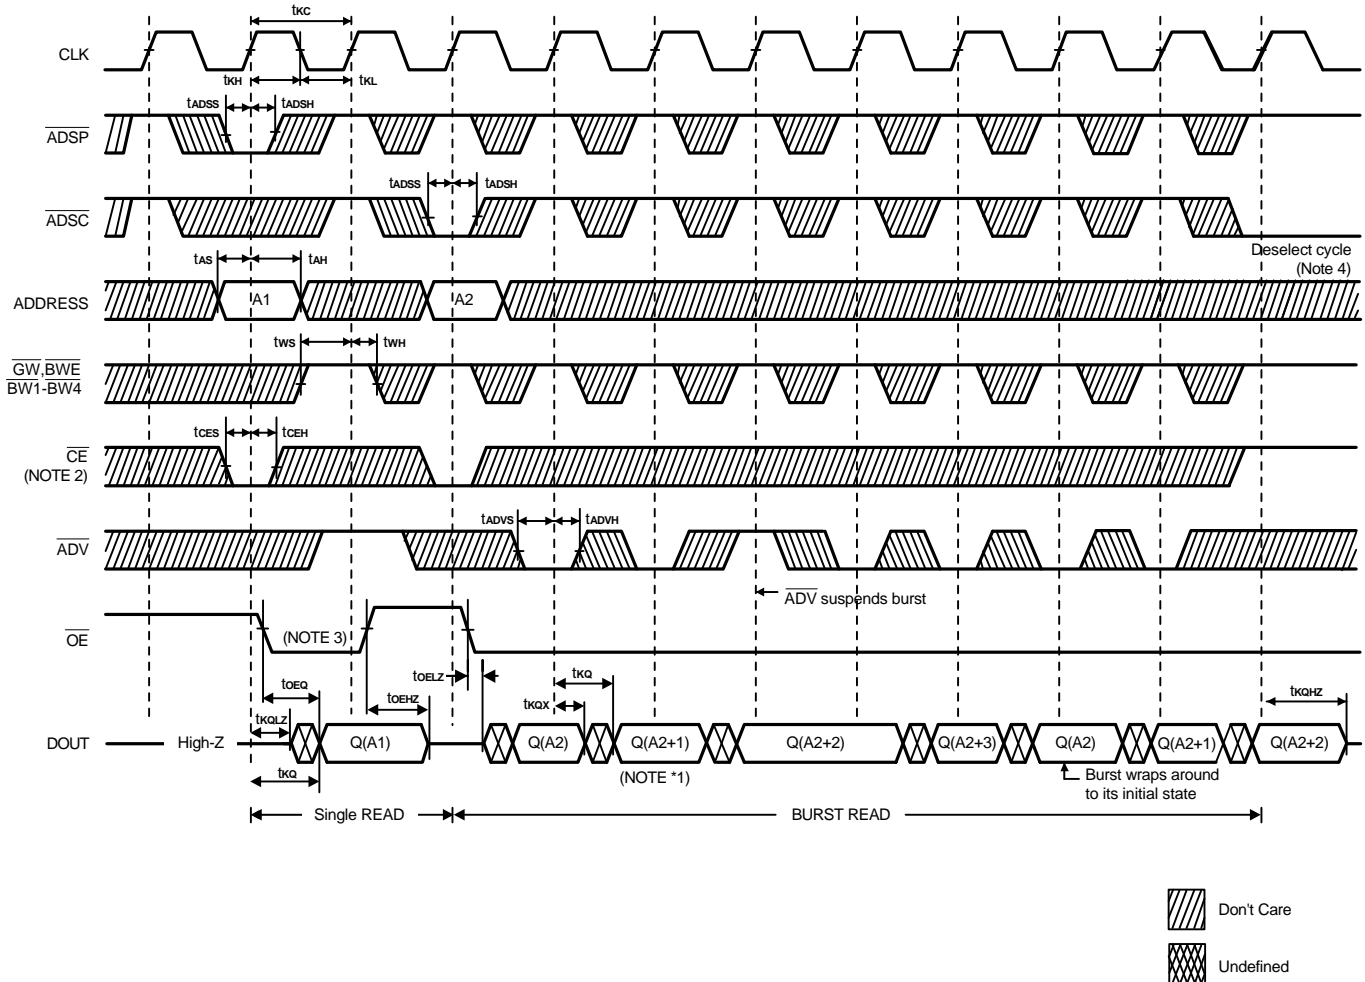 tKC
CLK
tKH
tKL
tADSS
tADSH
ADSP
tADSS
tADSH
ADSC
Deselect cycle
(Note 4)
tAS
tAH
ADDRESS
A1
A2
tWS
tWH
GW,BWE
BW1-BW4
tCES
tCEH
CE
(NOTE 2)
tADVS
tADVH
ADV
ADV suspends burst
OE
(NOTE 3)
tOELZ
tKQ
tOEQ
tOEHZ
tKQX
tKQLZ
tKQHZ
DOUT
High-Z
Q(A1)
Q(A2)
Q(A2+1)
Q(A2+2)
Q(A2+3)
Q(A2)
Q(A2+1)
Q(A2+2)
tKQ
(NOTE *1)
Burst wraps around
to its initial state
Single READ
BURST READ
Don't Care
Undefined